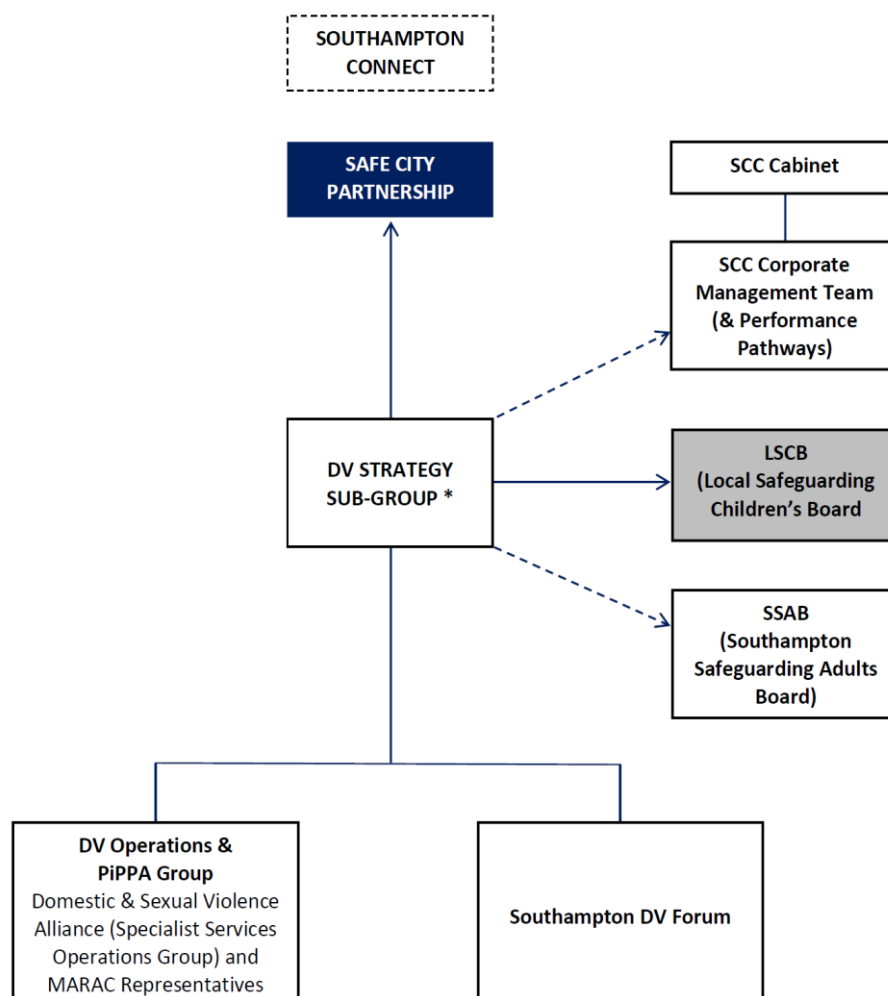 SOUTHAMPTON
CONNECT
SAFE CITY
PARTNERSHIP
SCC Cabinet
SCC Corporate
Management Team
(& Performance
Pathways)
DV STRATEGY
SUB-GROUP *
LSCB
(Local Safeguarding
Children’s Board
SSAB
(Southampton
Safeguarding Adults
Board)
DV Operations &
PiPPA Group
Domestic & Sexual Violence
Alliance (Specialist Services
Operations Group) and
MARAC Representatives
Southampton DV Forum